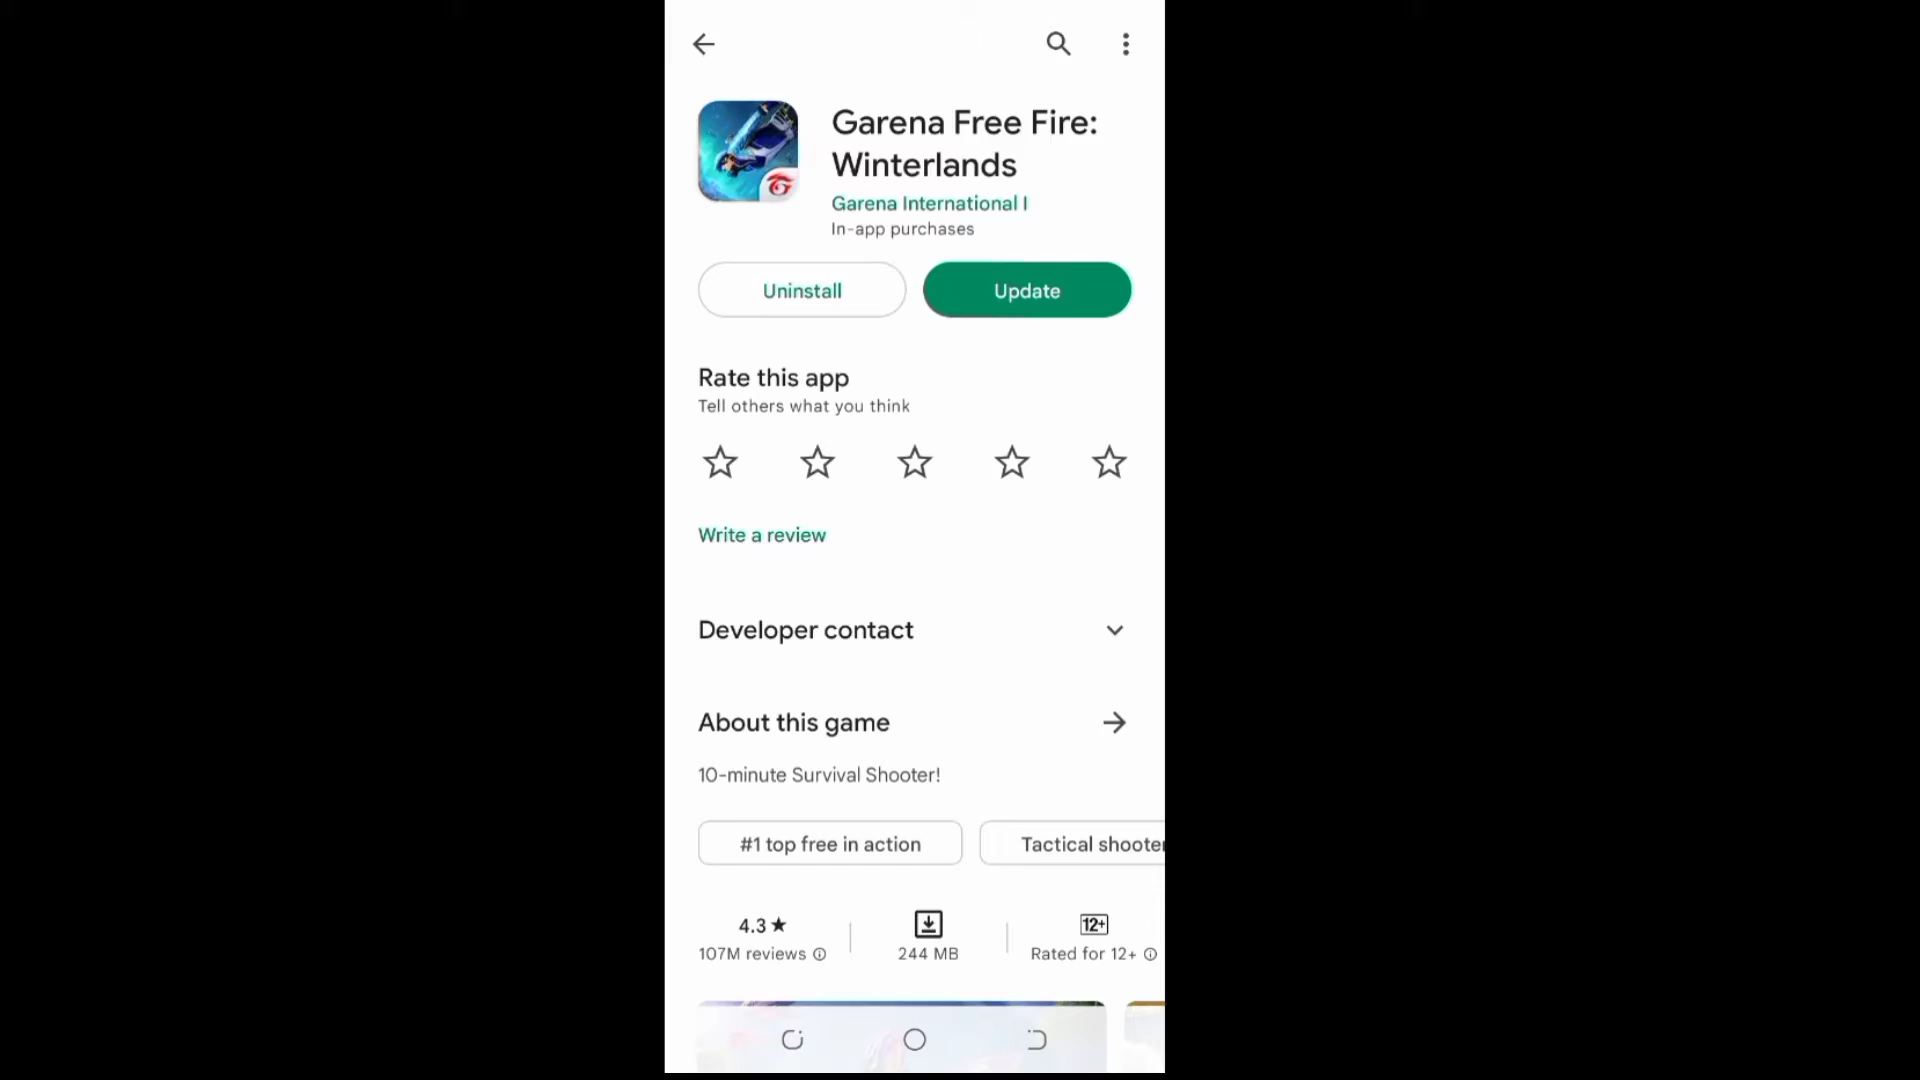 Garena Free Fire:
Winterlands
Garena International I
In-app purchases
Uninstall
Update
Rate this app
Tell others what you think
Write a review
Developer contact
About this game
10-minute Survival Shooter!
#1 top free in action
Tactical shooter
4.3★
12+
107M reviews
244 MB
Rated for 12+